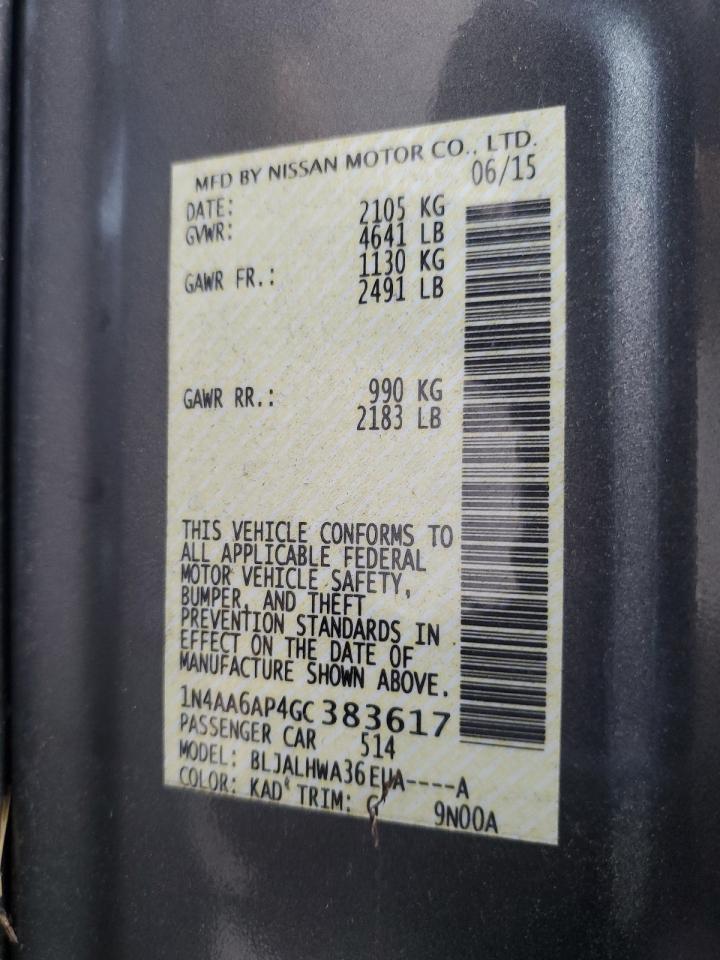 MFD BY NISSAN MOTOR CO., LTD.
DATE: 06/15
GVWR: 2105 KG
4641 LB
GAWR FR.: 1130 KG
2491 LB
GAWR RR.: 990 KG
2183 LB
THIS VEHICLE CONFORMS TO
ALL APPLICABLE FEDERAL
MOTOR VEHICLE SAFETY,
BUMPER, AND THEFT
PREVENTION STANDARDS IN
EFFECT ON THE DATE OF
MANUFACTURE SHOWN ABOVE.
1N4AA6AP4GC383617
PASSENGER CAR 514
MODEL: BLJALHWA36EUA----A
COLOR: KAD TRIM: G 9N00A